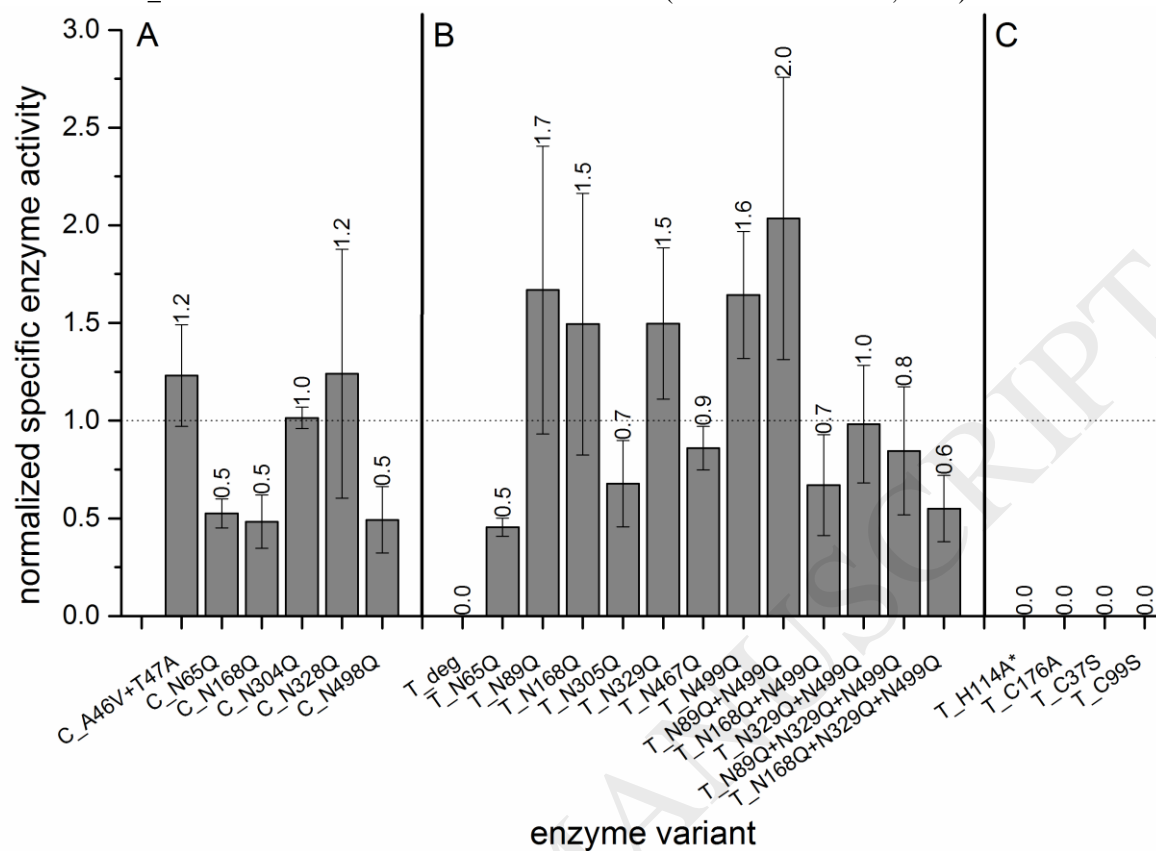 A
B
C
normalized specific enzyme activity
3.0
2.5
2.0
1.5
1.0
0.5
0.0
1.2
0.5
0.5
1.0
1.2
0.5
0.0
0.5
1.7
1.5
0.7
1.5
0.9
1.6
2.0
0.7
1.0
0.8
0.6
0.0
0.0
0.0
0.0
C_A46V+T47A
C_N65Q
C_N168Q
C_N304Q
C_N328Q
C_N498Q
T_deg
T_N65Q
T_N89Q
T_N168Q
T_N305Q
T_N329Q
T_N467Q
T_N499Q
T_N89Q+N499Q
T_N168Q+N499Q
T_N329Q+N499Q
T_N89Q+N329Q+N499Q
T_N168Q+N329Q+N499Q
T_H114A*
T_C176A
T_C37S
T_C99S
enzyme variant
ANUSCRIPT